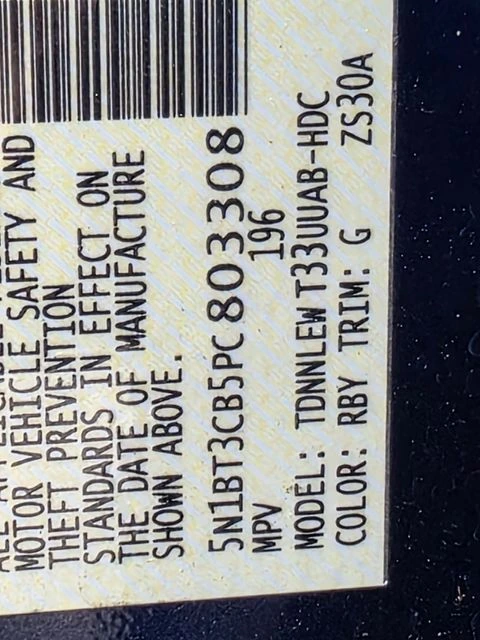 MOTOR VEHICLE SAFETY AND
THEFT PREVENTION
STANDARDS IN EFFECT ON
THE DATE OF MANUFACTURE
SHOWN ABOVE.
5N1BT3CB5PC803308
MPV 196
MODEL: TDNNLEW T33UUAB-HDC
COLOR: RBY TRIM: G ZS30A